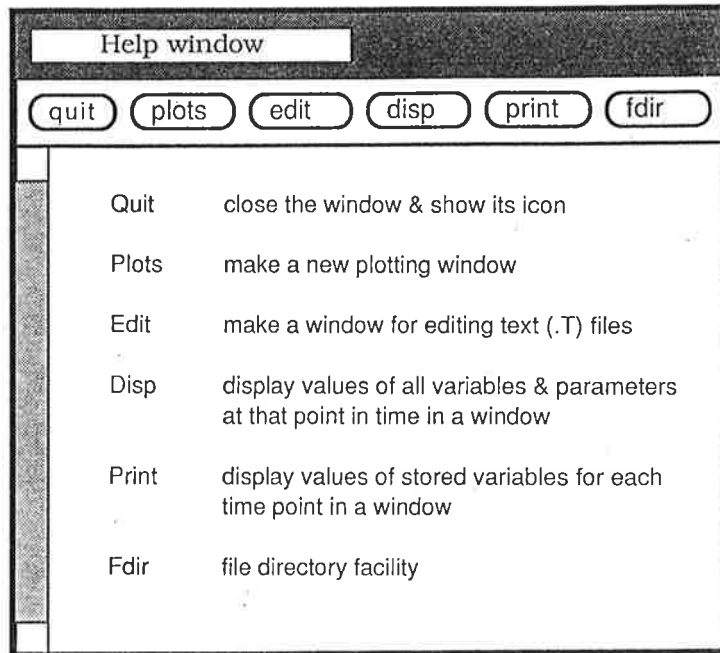 Help window
quit plots edit disp print fdir
Quit close the window & show its icon
Plots make a new plotting window
Edit make a window for editing text (.T) files
Disp display values of all variables & parameters
at that point in time in a window
Print display values of stored variables for each
time point in a window
Fdir file directory facility